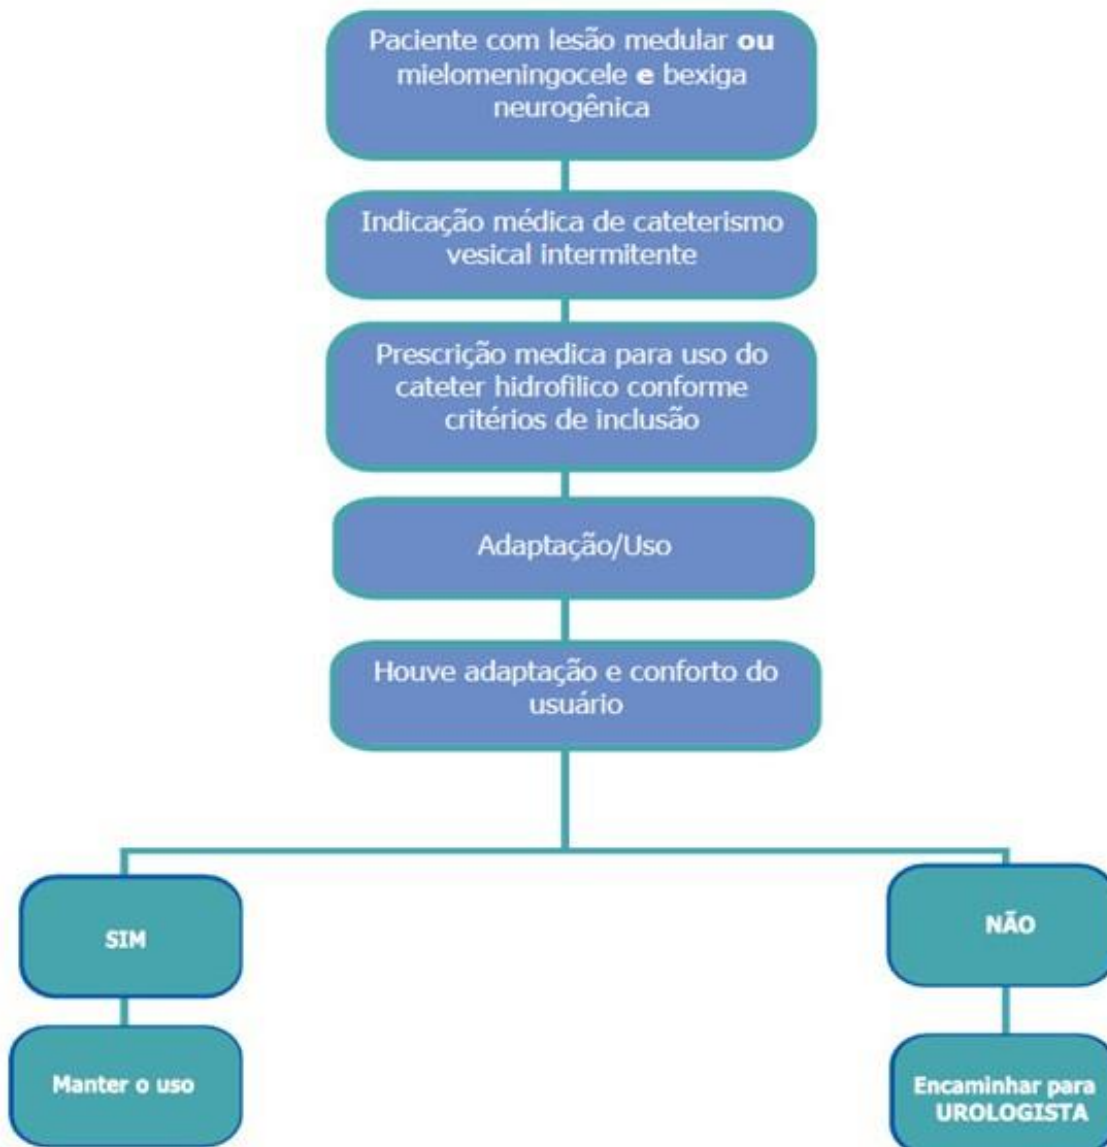 Paciente com lesão medular ou
mielomeningocele e bexiga
neurogênica
Indicação médica de cateterismo
vesical intermitente
Prescrição medica para uso do
cateter hidrofilico conforme
critérios de inclusão
Adaptação/Uso
Houve adaptação e conforto do
usuário
SIM
NÃO
Manter o uso
Encaminhar para
UROLOGISTA